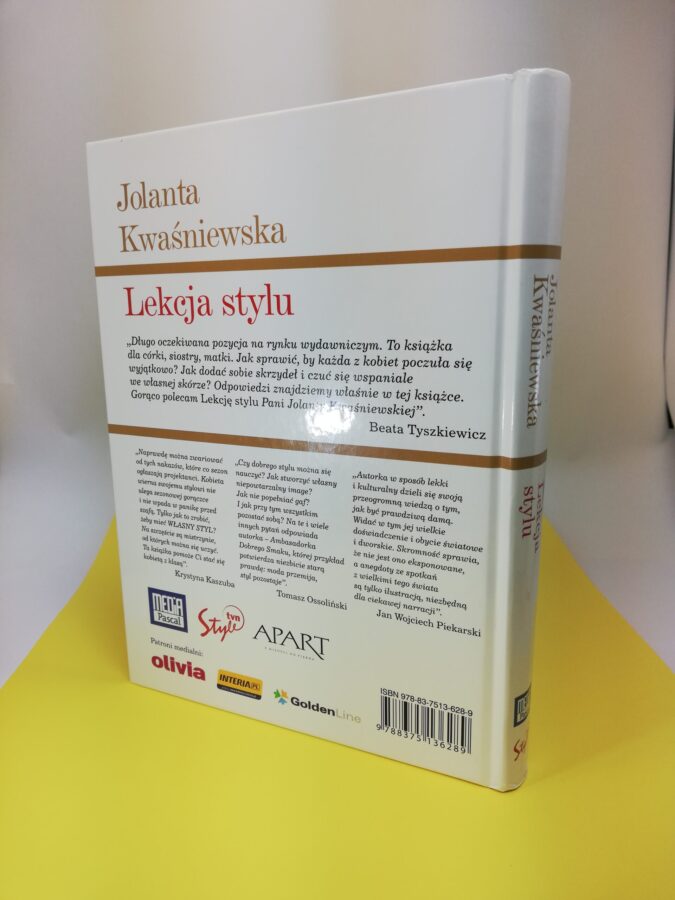 Jolanta
Kwaśniewska
Lekcja stylu
„Długo oczekiwana pozycja na rynku wydawniczym. To książka
dla córki, siostry, matki. Jak sprawić, by każda z kobiet poczuła się
wyjątkowo? Jak dodać sobie skrzydeł i czuć się wspaniale
we własnej skórze? Odpowiedzi znajdziemy właśnie w tej książce.
Gorąco polecam Lekcję stylu Pani Jolanty Kwaśniewskiej”.
Beata Tyszkiewicz
„Naprawdę można zwariować
od tych nakazów, które co sezon
ogłaszają projektanci. Kobieta
wierna swojemu stylowi nie
ulega sezonowej gorączce
i nie wpada w panikę przed
szafą. Tylko jak to zrobić,
żeby mieć WŁASNY STYL?
Na szczęście są mistrzynie,
od których można się uczyć.
Ta książka pomoże Ci stać się
kobietą z klasą”.
Krystyna Kaszuba
„Czy dobrego stylu można się
nauczyć? Jak stworzyć własny
niepowtarzalny image?
Jak nie popełniać gaf?
I jak przy tym wszystkim
pozostać sobą? Na te i wiele
innych pytań odpowiada
autorka – Ambasadorka
Dobrego Smaku, której przykład
potwierdza niezbicie starą
prawdę: moda przemija,
styl pozostaje”.
Tomasz Ossoliński
„Autorka w sposób lekki
i kulturalny dzieli się swoją
przeogromną wiedzą o tym,
jak być prawdziwą damą.
Widać w tym jej wielkie
doświadczenie i obycie światowe
i dworskie. Skromność sprawia,
że nie jest ono eksponowane,
a anegdoty ze spotkań
z wielkimi tego świata
są tylko ilustracją, niezbędną
dla ciekawej narracji”.
Jan Wojciech Piekarski
MEDIA
Pascal
tvn
Style
APART
Patroni medialni:
olivia
INTERIA.PL
GoldenLine
ISBN 978-83-7513-628-9
9 788375 136289
Jolanta
Kwaśniewska
Lekcja
stylu